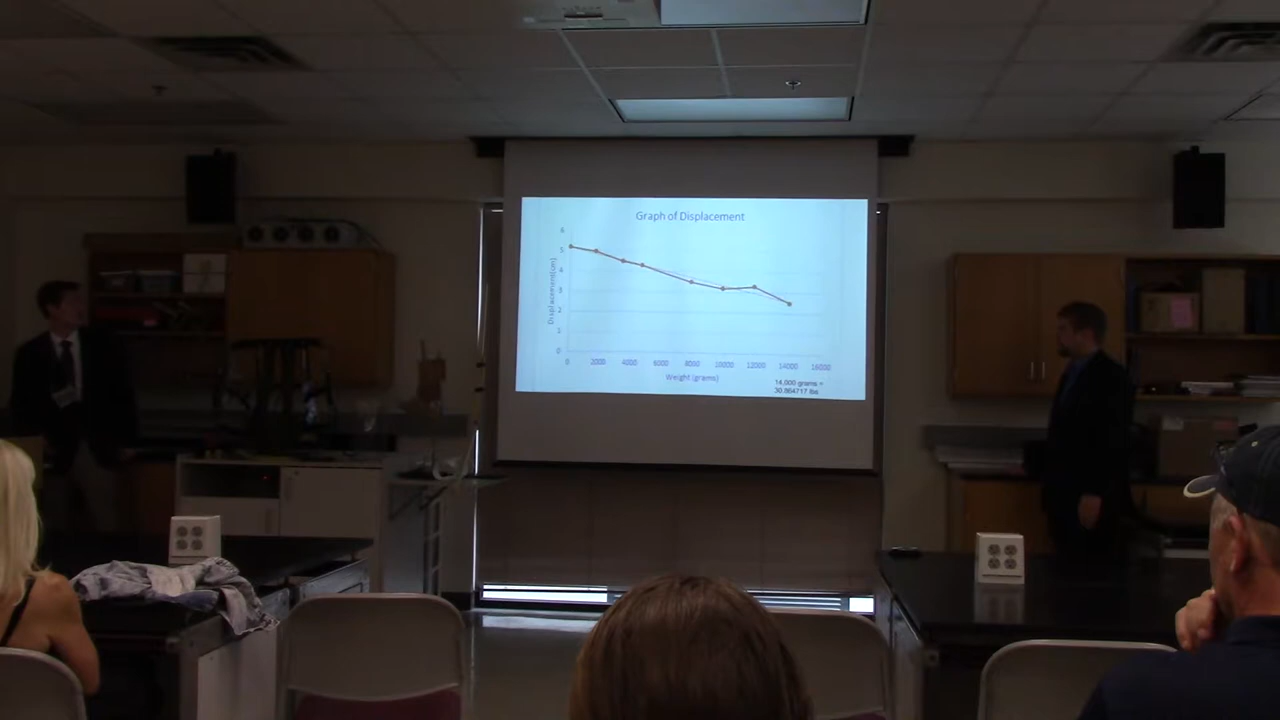 Graph of Displacement
6
5
4
3
2
1
0
Displacement(cm)
0 2000 4000 6000 8000 10000 12000 14000 16000
Weight (grams)
14,000 grams =
30.864717 lbs